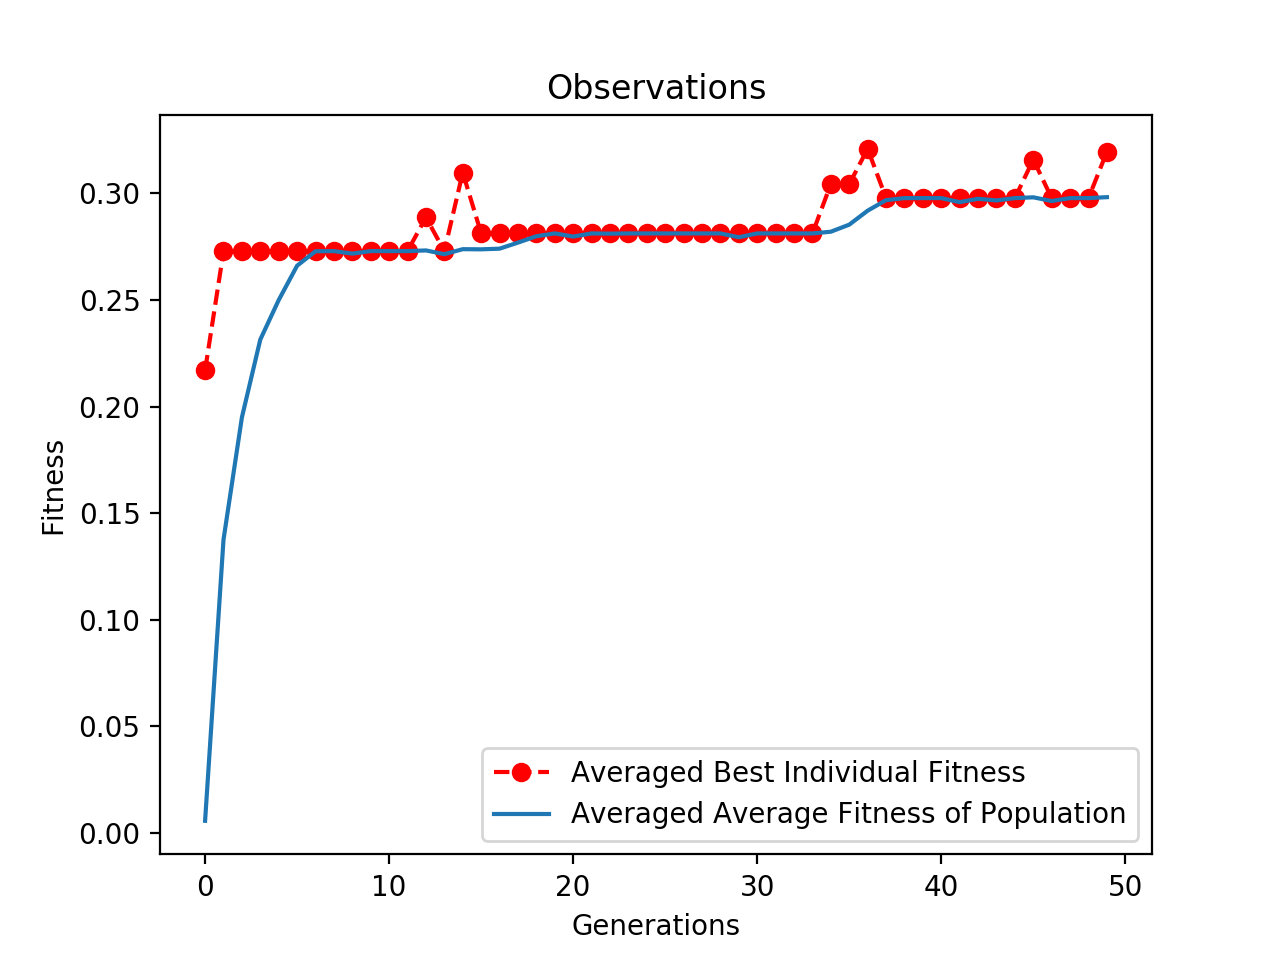 Observations
0.30
0.25
0.20
0.15
0.10
0.05
0.00
Fitness
Averaged Best Individual Fitness
Averaged Average Fitness of Population
0 10 20 30 40 50
Generations